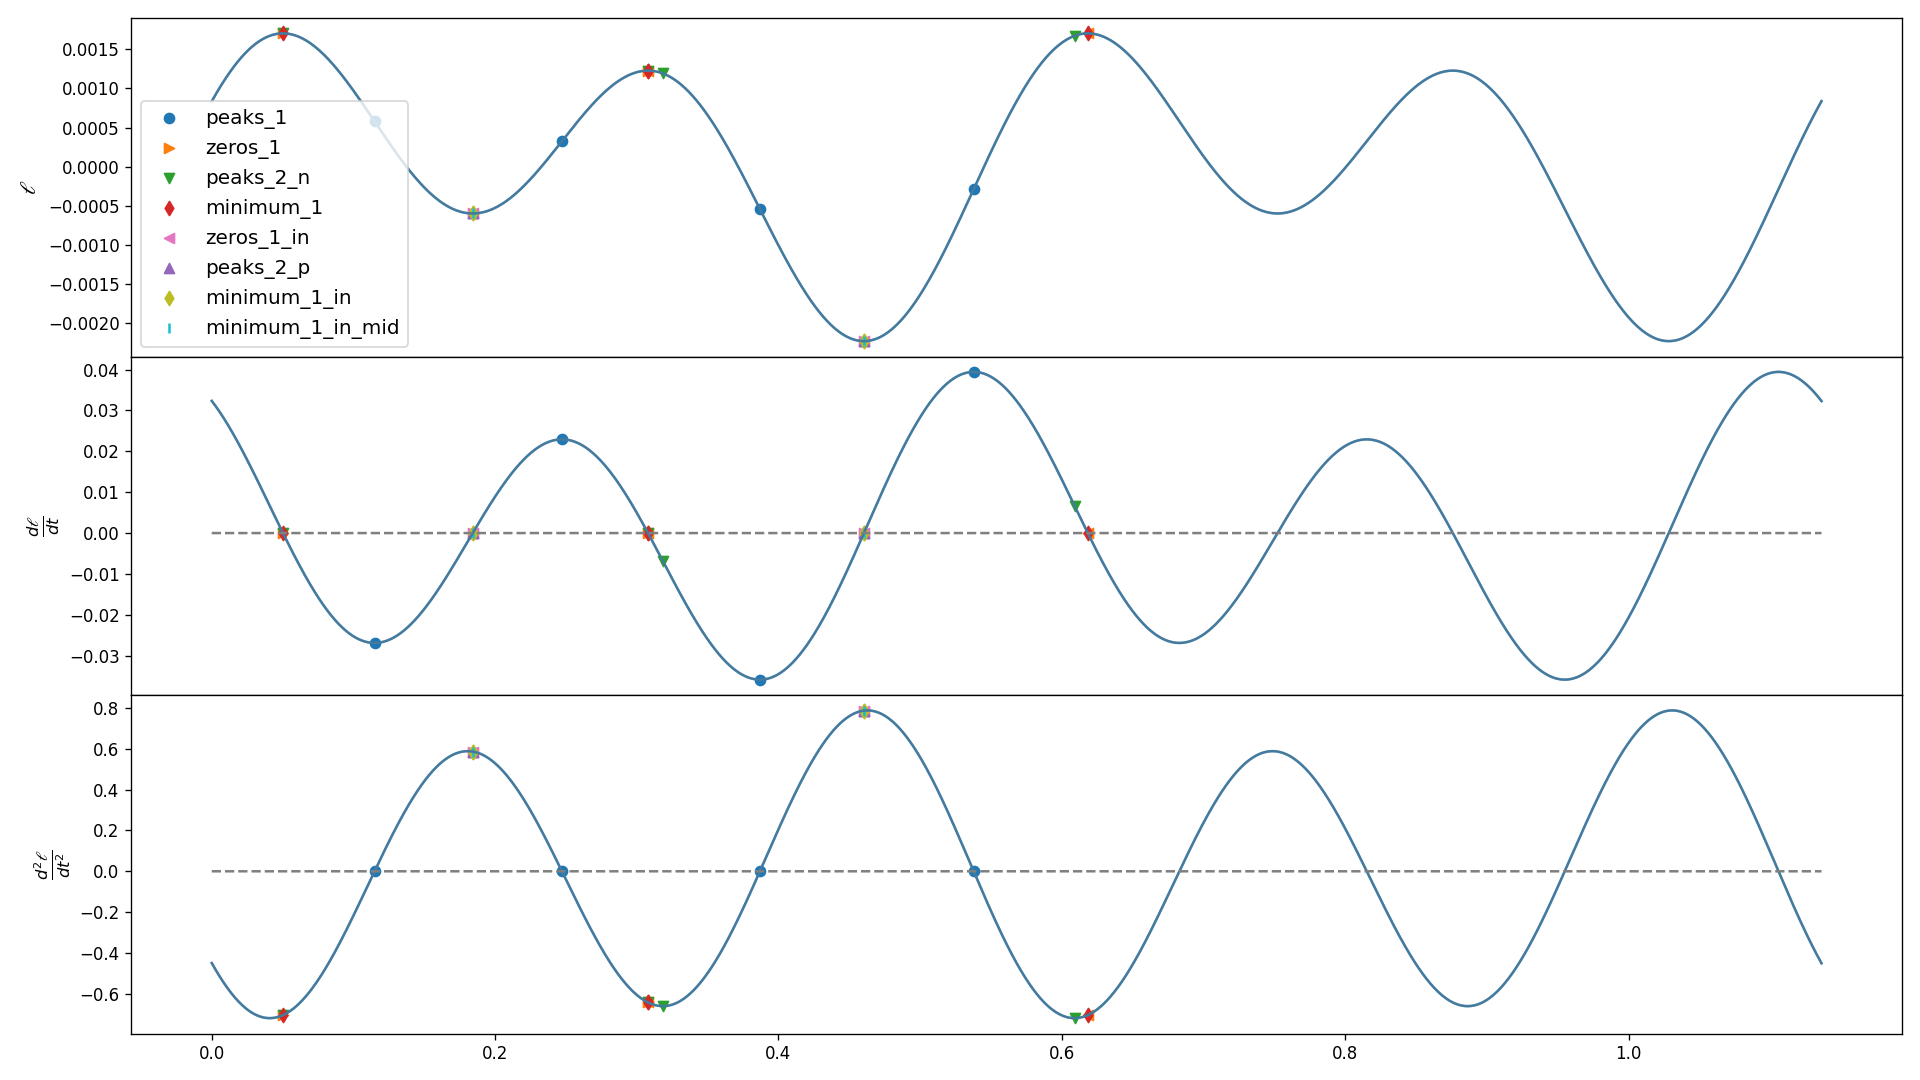 0.0015
0.0010
0.0005
0.0000
−0.0005
−0.0010
−0.0015
−0.0020
ℓ
peaks_1
zeros_1
peaks_2_n
minimum_1
zeros_1_in
peaks_2_p
minimum_1_in
minimum_1_in_mid
0.04
0.03
0.02
0.01
0.00
−0.01
−0.02
−0.03
dℓ
dt
0.8
0.6
0.4
0.2
0.0
−0.2
−0.4
−0.6
d²ℓ
dt²
0.0 0.2 0.4 0.6 0.8 1.0